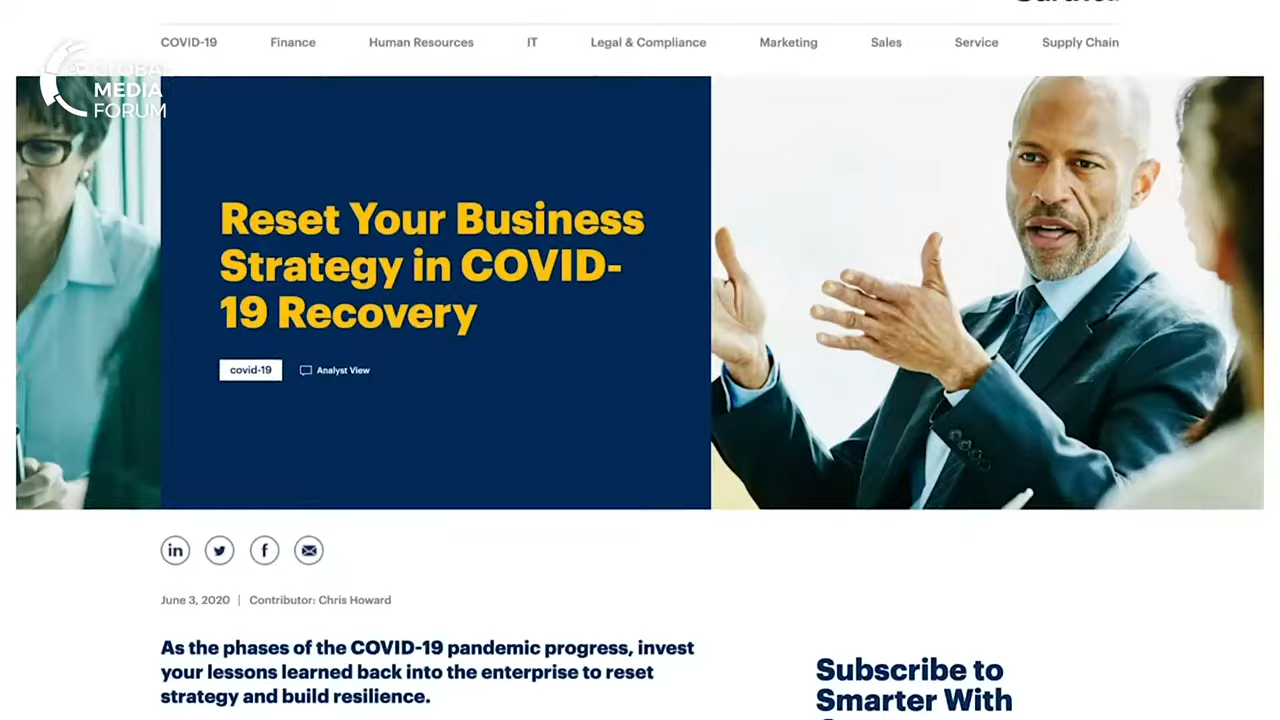 COVID-19 Finance Human Resources IT Legal & Compliance Marketing Sales Service Supply Chain
GLOBAL
MEDIA
FORUM
Reset Your Business
Strategy in COVID-
19 Recovery
covid-19 Analyst View
in f
June 3, 2020 | Contributor: Chris Howard
As the phases of the COVID-19 pandemic progress, invest
your lessons learned back into the enterprise to reset
strategy and build resilience.
Subscribe to
Smarter With